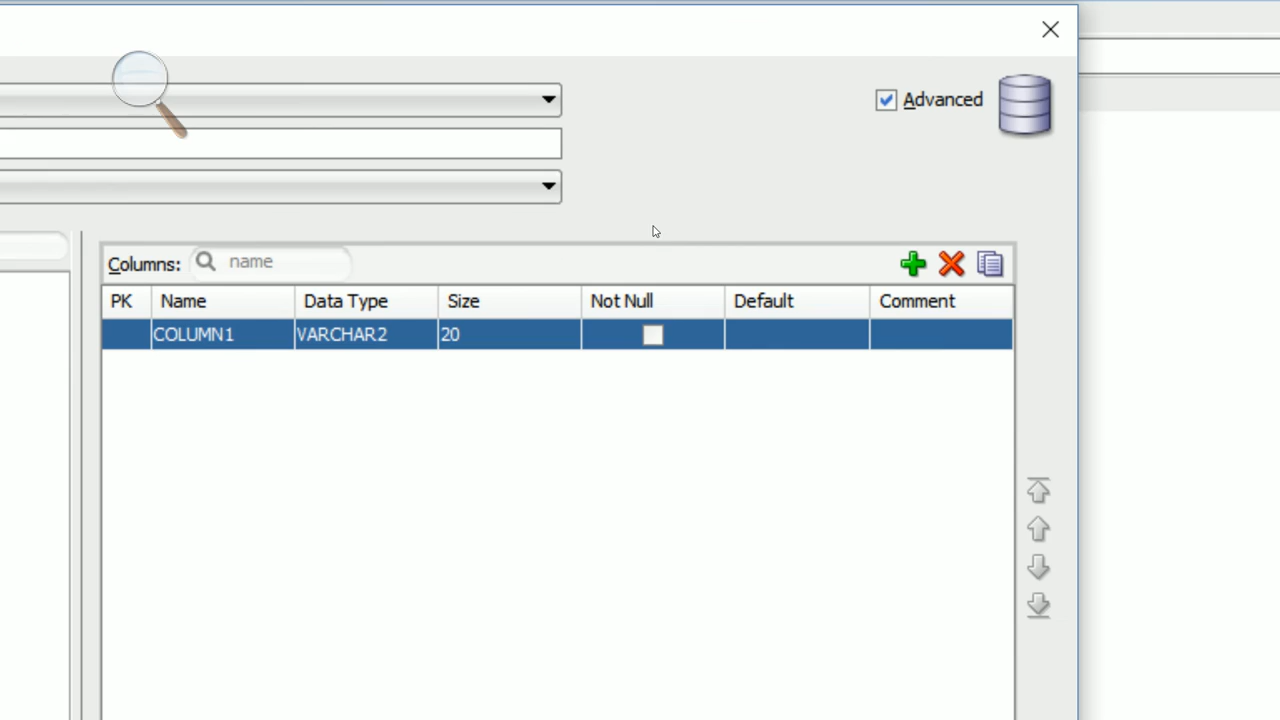 Advanced
Columns: name
PK Name Data Type Size Not Null Default Comment
COLUMN1 VARCHAR2 20